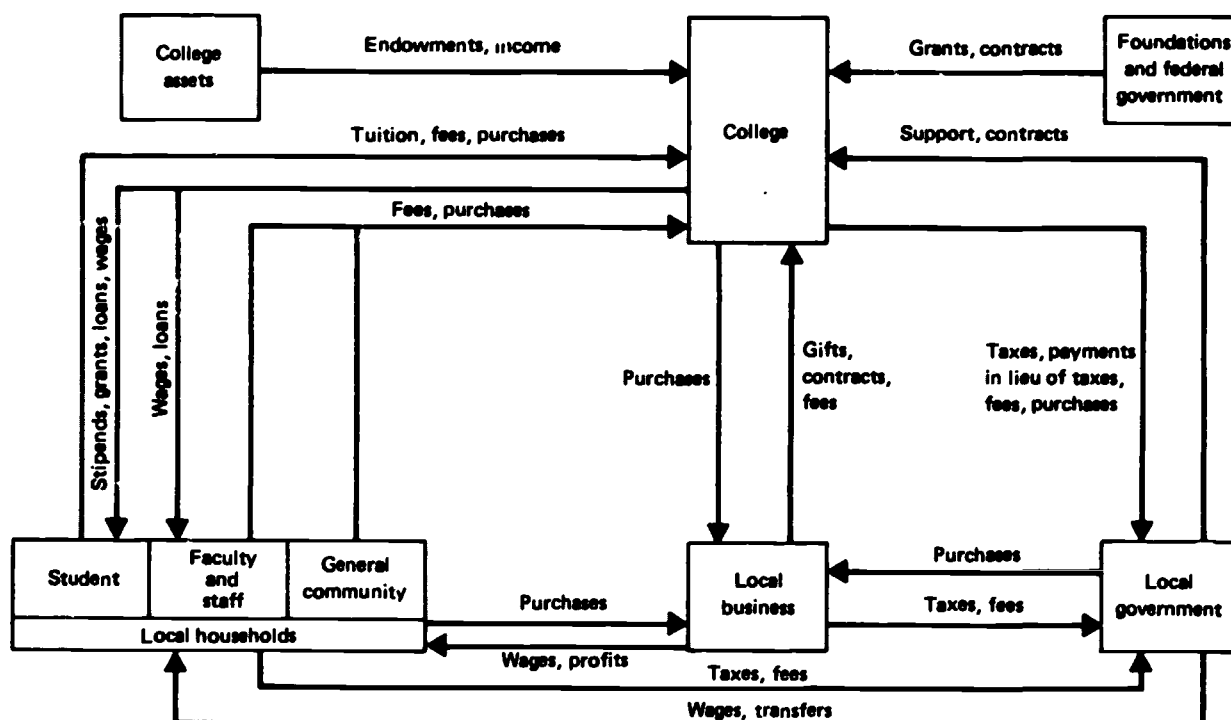 College
assets
Endowments, income
Grants, contracts
Foundations
and federal
government
College
Tuition, fees, purchases
Support, contracts
Fees, purchases
Stipends, grants, loans, wages
Wages, loans
Purchases
Gifts,
contracts,
fees
Taxes, payments
in lieu of taxes,
fees, purchases
Student
Faculty
and
staff
General
community
Local households
Purchases
Wages, profits
Local
business
Purchases
Taxes, fees
Local
government
Taxes, fees
Wages, transfers